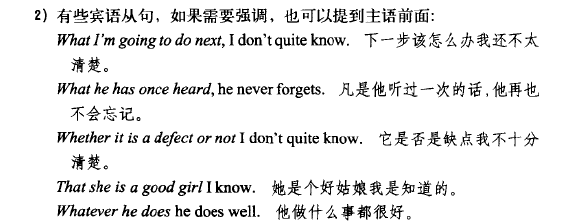 2) 有些宾语从句，如果需要强调，也可以提到主语前面：
What I'm going to do next, I don't quite know. 下一步该怎么办我还不太
清楚。
What he has once heard, he never forgets. 凡是他听过一次的话，他再也
不会忘记。
Whether it is a defect or not I don't quite know. 它是否是缺点我不十分
清楚。
That she is a good girl I know. 她是个好姑娘我是知道的。
Whatever he does he does well. 他做什么事都很好。